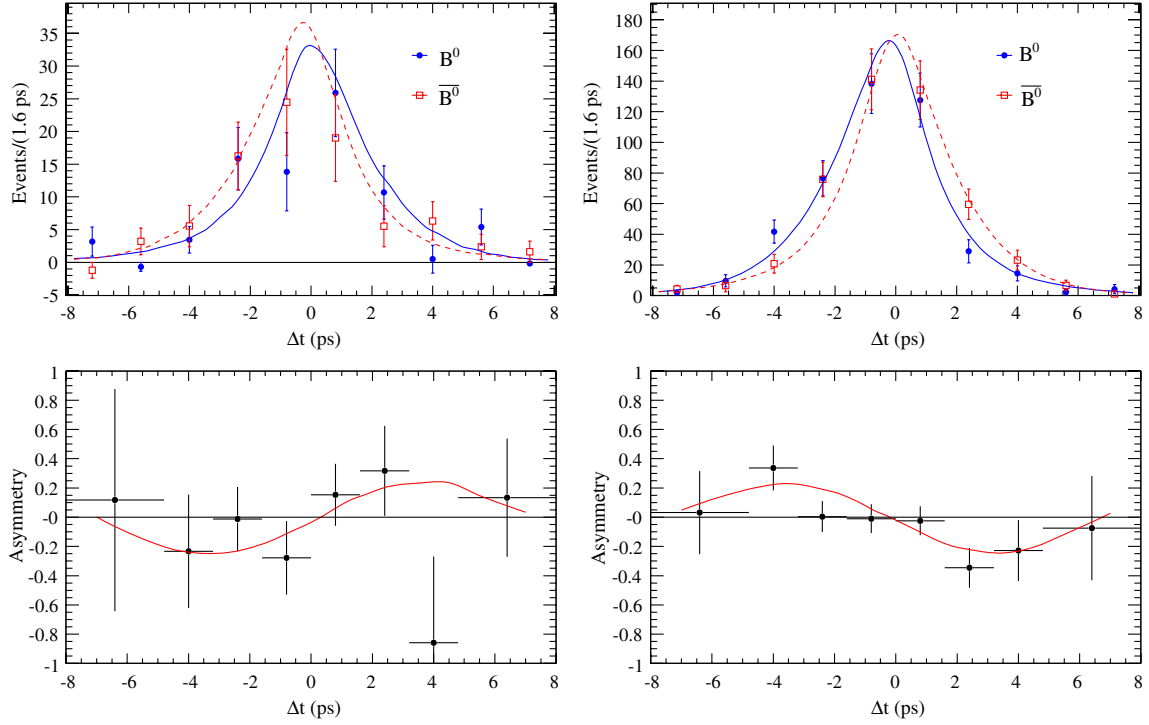 35
30
25
20
15
10
5
0
-5
Events/(1.6 ps)
B⁰
B̅⁰
-8 -6 -4 -2 0 2 4 6 8
Δt (ps)
180
160
140
120
100
80
60
40
20
0
Events/(1.6 ps)
B⁰
B̅⁰
-8 -6 -4 -2 0 2 4 6 8
Δt (ps)
1
0.8
0.6
0.4
0.2
-0
-0.2
-0.4
-0.6
-0.8
-1
Asymmetry
-8 -6 -4 -2 0 2 4 6 8
Δt (ps)
1
0.8
0.6
0.4
0.2
-0
-0.2
-0.4
-0.6
-0.8
-1
Asymmetry
-8 -6 -4 -2 0 2 4 6 8
Δt (ps)